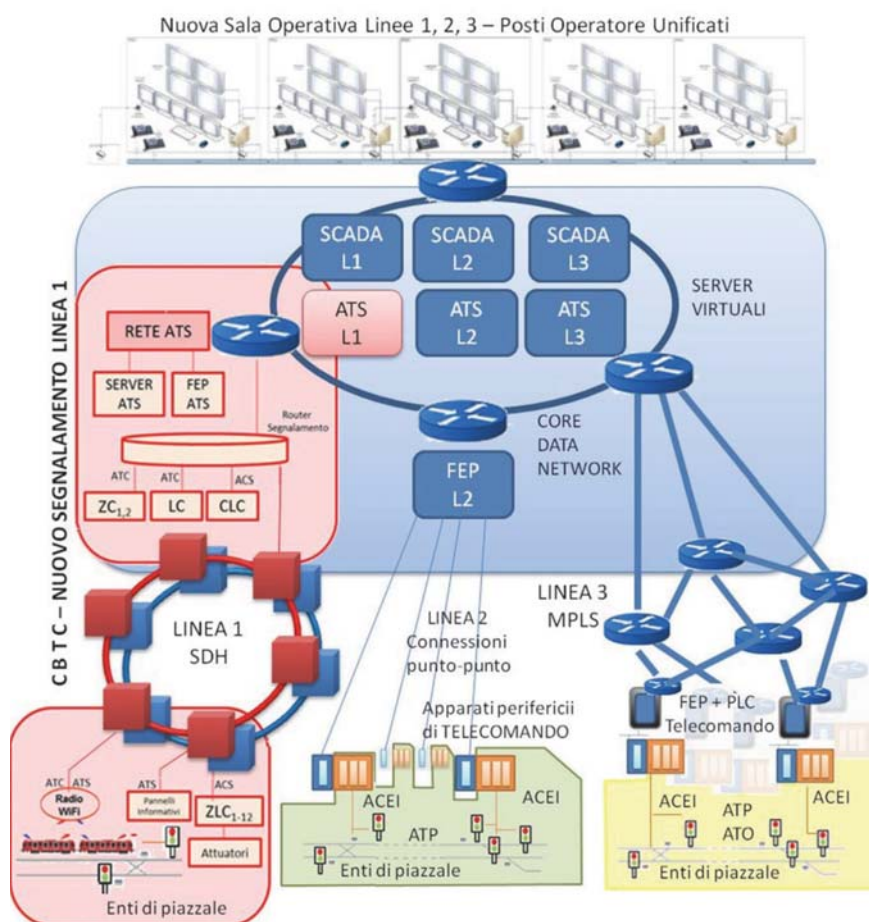 Nuova Sala Operativa Linee 1, 2, 3 – Posti Operatore Unificati
SCADA
L1
SCADA
L2
SCADA
L3
ATS
L1
ATS
L2
ATS
L3
SERVER
VIRTUALI
RETE ATS
SERVER
ATS
FEP
ATS
Router
Segnalamento
CORE
DATA
NETWORK
FEP
L2
ATC
ATC
ACS
ZC1,2
LC
CLC
CBTC – NUOVO SEGNALAMENTO LINEA 1
LINEA 1
SDH
LINEA 2
Connessioni
punto-punto
LINEA 3
MPLS
Apparati perifericii
di TELECOMANDO
FEP + PLC
Telecomando
ATC
ATS
ATS
ACS
Radio
WiFi
Pannelli
Informativi
ZLC1-12
Attuatori
Enti di piazzale
ACEI
ACEI
ATP
Enti di piazzale
ACEI
ACEI
ATP
ATO
Enti di piazzale